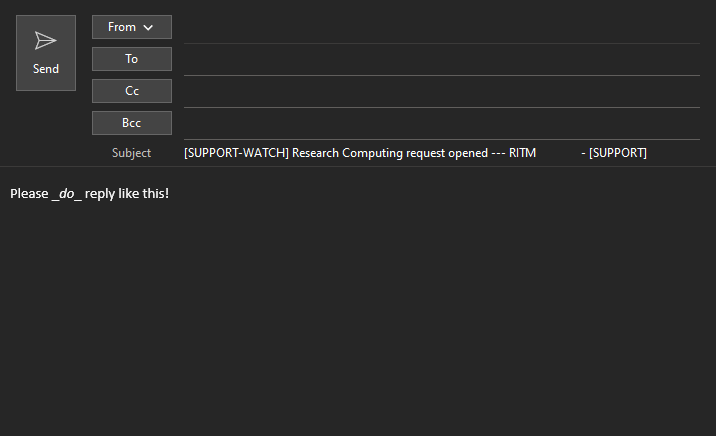 From
To
Send
Cc
Bcc
Subject [SUPPORT-WATCH] Research Computing request opened --- RITM - [SUPPORT]
Please _do_ reply like this!